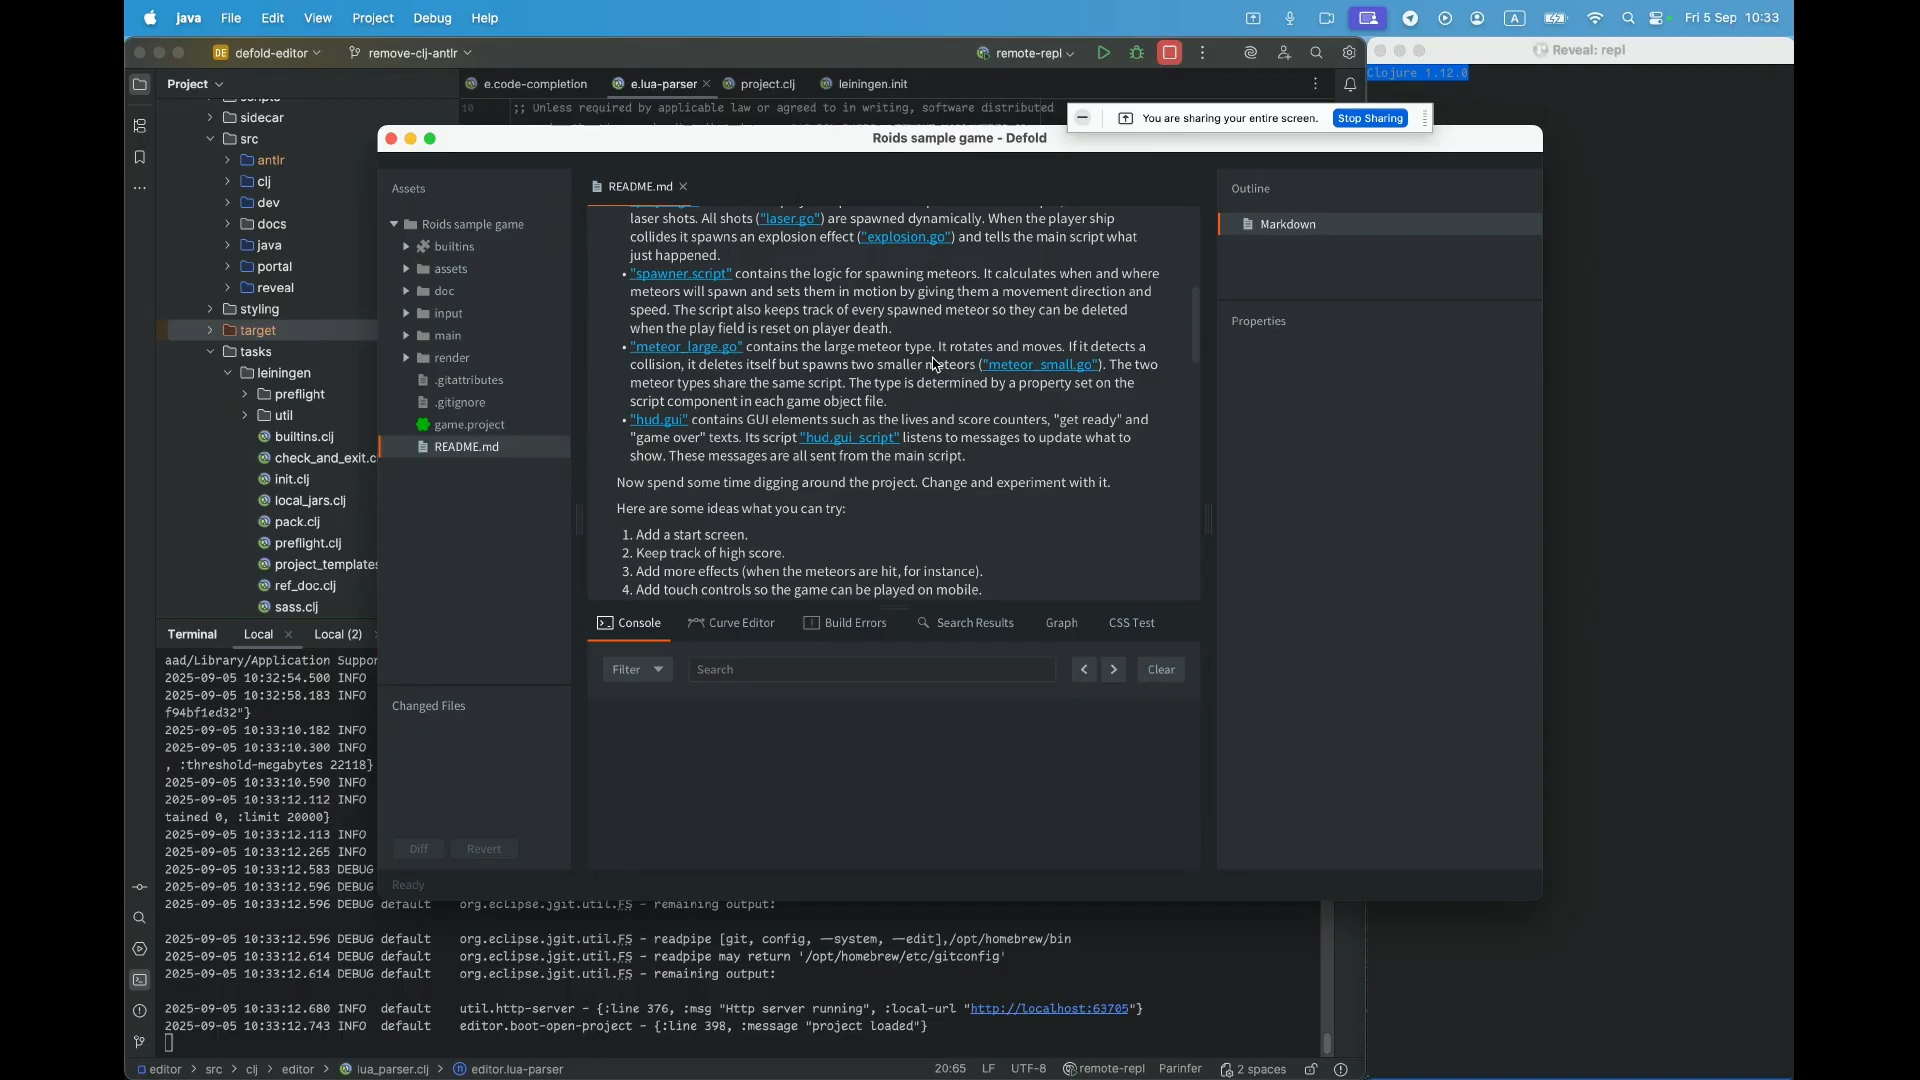 java File Edit View Project Debug Help
A Fri 5 Sep 10:33
DE defold-editor remove-clj-antlr remote-repl
Reveal: repl
Clojure 1.12.0
Project
e.code-completion e.lua-parser project.clj leiningen.init
10 ;; Unless required by applicable law or agreed to in writing, software distributed
You are sharing your entire screen. Stop Sharing
sidecar
src
antlr
clj
dev
docs
java
portal
reveal
styling
target
tasks
leiningen
preflight
util
builtins.clj
check_and_exit.c
init.clj
local_jars.clj
pack.clj
preflight.clj
project_templates
ref_doc.clj
sass.clj
Roids sample game - Defold
Assets
Roids sample game
builtins
assets
doc
input
main
render
.gitattributes
.gitignore
game.project
README.md
Changed Files
Diff Revert
Ready
README.md
laser shots. All shots ("laser.go") are spawned dynamically. When the player ship
collides it spawns an explosion effect ("explosion.go") and tells the main script what
just happened.
• "spawner.script" contains the logic for spawning meteors. It calculates when and where
meteors will spawn and sets them in motion by giving them a movement direction and
speed. The script also keeps track of every spawned meteor so they can be deleted
when the play field is reset on player death.
• "meteor_large.go" contains the large meteor type. It rotates and moves. If it detects a
collision, it deletes itself but spawns two smaller meteors ("meteor_small.go"). The two
meteor types share the same script. The type is determined by a property set on the
script component in each game object file.
• "hud.gui" contains GUI elements such as the lives and score counters, "get ready" and
"game over" texts. Its script "hud.gui_script" listens to messages to update what to
show. These messages are all sent from the main script.
Now spend some time digging around the project. Change and experiment with it.
Here are some ideas what you can try:
1. Add a start screen.
2. Keep track of high score.
3. Add more effects (when the meteors are hit, for instance).
4. Add touch controls so the game can be played on mobile.
Console Curve Editor Build Errors Search Results Graph CSS Test
Filter Search Clear
Outline
Markdown
Properties
Terminal Local Local (2)
aad/Library/Application Suppor
2025-09-05 10:32:54.500 INFO
2025-09-05 10:32:58.183 INFO
f94bf1ed32"}
2025-09-05 10:33:10.182 INFO
2025-09-05 10:33:10.300 INFO
, :threshold-megabytes 22118}
2025-09-05 10:33:10.590 INFO
2025-09-05 10:33:12.112 INFO
tained 0, :limit 20000}
2025-09-05 10:33:12.113 INFO
2025-09-05 10:33:12.265 INFO
2025-09-05 10:33:12.583 DEBUG
2025-09-05 10:33:12.596 DEBUG
2025-09-05 10:33:12.596 DEBUG default org.eclipse.jgit.util.FS - remaining output:
2025-09-05 10:33:12.596 DEBUG default org.eclipse.jgit.util.FS - readpipe [git, config, --system, --edit],/opt/homebrew/bin
2025-09-05 10:33:12.614 DEBUG default org.eclipse.jgit.util.FS - readpipe may return '/opt/homebrew/etc/gitconfig'
2025-09-05 10:33:12.614 DEBUG default org.eclipse.jgit.util.FS - remaining output:
2025-09-05 10:33:12.680 INFO default util.http-server - {:line 376, :msg "Http server running", :local-url "http://localhost:63705"}
2025-09-05 10:33:12.743 INFO default editor.boot-open-project - {:line 398, :message "project loaded"}
editor > src > clj > editor > lua_parser.clj > editor.lua-parser
20:65 LF UTF-8 remote-repl Parinfer 2 spaces